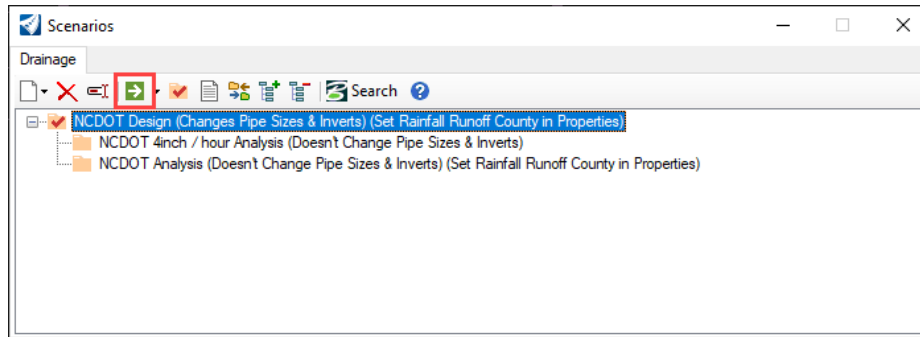 Scenarios
Drainage
Search
NCDOT Design (Changes Pipe Sizes & Inverts) (Set Rainfall Runoff County in Properties)
NCDOT 4inch / hour Analysis (Doesn't Change Pipe Sizes & Inverts)
NCDOT Analysis (Doesn't Change Pipe Sizes & Inverts) (Set Rainfall Runoff County in Properties)